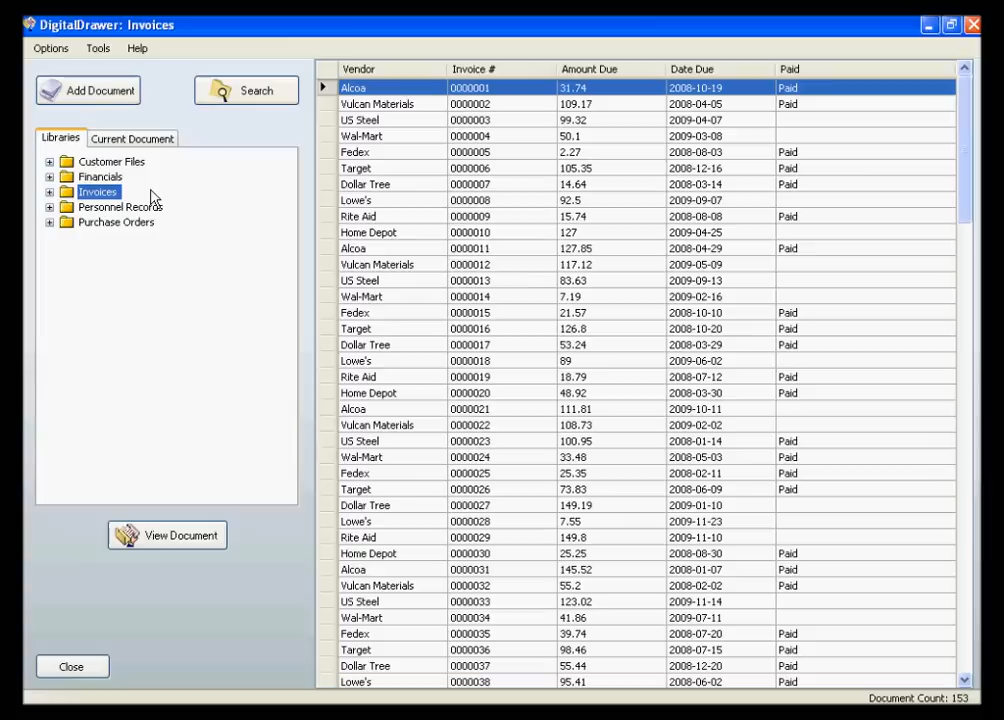 DigitalDrawer: Invoices
Options Tools Help
Add Document Search
Libraries Current Document
Customer Files
Financials
Invoices
Personnel Records
Purchase Orders
View Document
Close
Vendor Invoice # Amount Due Date Due Paid
Alcoa 0000001 31.74 2008-10-19 Paid
Vulcan Materials 0000002 109.17 2008-04-05 Paid
US Steel 0000003 99.32 2009-04-07
Wal-Mart 0000004 50.1 2009-03-08
Fedex 0000005 2.27 2008-08-03 Paid
Target 0000006 105.35 2008-12-16 Paid
Dollar Tree 0000007 14.64 2008-03-14 Paid
Lowe's 0000008 92.5 2009-09-07
Rite Aid 0000009 15.74 2008-08-08 Paid
Home Depot 0000010 127 2009-04-25
Alcoa 0000011 127.85 2008-04-29 Paid
Vulcan Materials 0000012 117.12 2009-05-09
US Steel 0000013 83.63 2009-09-13
Wal-Mart 0000014 7.19 2009-02-16
Fedex 0000015 21.57 2008-10-10 Paid
Target 0000016 126.8 2008-10-20 Paid
Dollar Tree 0000017 53.24 2008-03-29 Paid
Lowe's 0000018 89 2009-06-02
Rite Aid 0000019 18.79 2008-07-12 Paid
Home Depot 0000020 48.92 2008-03-30 Paid
Alcoa 0000021 111.81 2009-10-11
Vulcan Materials 0000022 108.73 2009-02-02
US Steel 0000023 100.95 2008-01-14 Paid
Wal-Mart 0000024 33.48 2008-05-03 Paid
Fedex 0000025 25.35 2008-02-11 Paid
Target 0000026 73.83 2008-06-09 Paid
Dollar Tree 0000027 149.19 2009-01-10
Lowe's 0000028 7.55 2009-11-23
Rite Aid 0000029 149.8 2009-11-10
Home Depot 0000030 25.25 2008-08-30 Paid
Alcoa 0000031 145.52 2008-01-07 Paid
Vulcan Materials 0000032 55.2 2008-02-02 Paid
US Steel 0000033 123.02 2009-11-14
Wal-Mart 0000034 41.86 2009-07-11
Fedex 0000035 39.74 2008-07-20 Paid
Target 0000036 98.46 2008-07-15 Paid
Dollar Tree 0000037 55.44 2008-12-20 Paid
Lowe's 0000038 95.41 2008-06-02 Paid
Document Count: 153